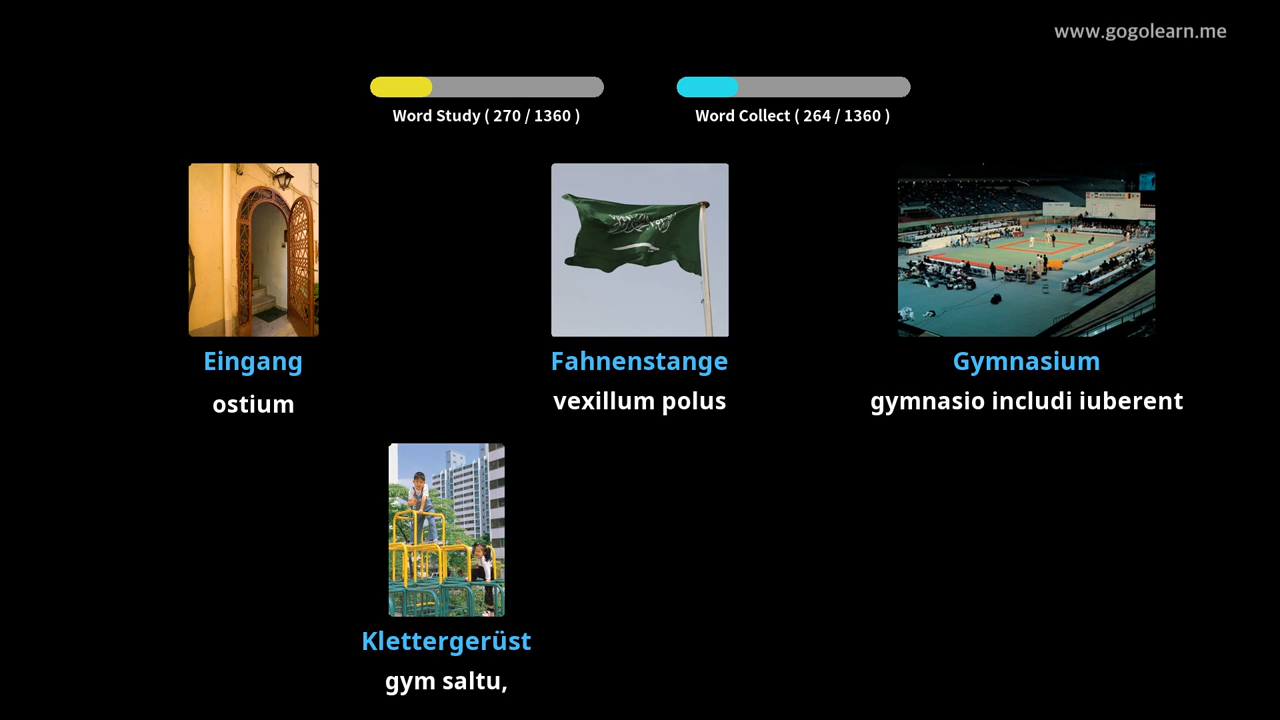 www.gogolearn.me
Word Study ( 270 / 1360 )
Word Collect ( 264 / 1360 )
Eingang
ostium
Fahnenstange
vexillum polus
Gymnasium
gymnasio includi iuberent
Klettergerüst
gym saltu,